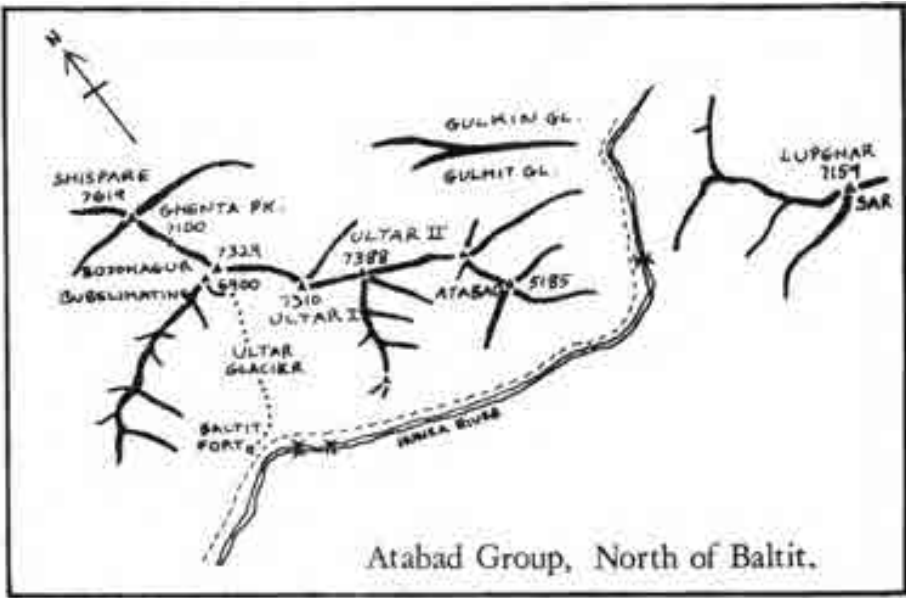 N
GULKIN GL.
GULMIT GL.
LUPGHAR
7159
SAR
SHISPARE
7619
GHENTA PK.
7100
ULTAR II
7388
7329
BOJOHAGUR
6900
BUBELIMATING
7310
ULTAR I
ATABAD
5185
ULTAR
GLACIER
BALTIT
FORT
HUNZA RIVER
Atabad Group, North of Baltit.